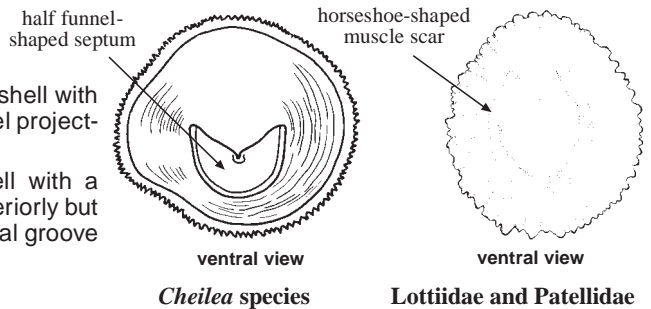 half funnel-
shaped septum
horseshoe-shaped
muscle scar
shell with
el project-
ell with a
eriorly but
al groove
ventral view
ventral view
Cheilea species
Lottiidae and Patellidae